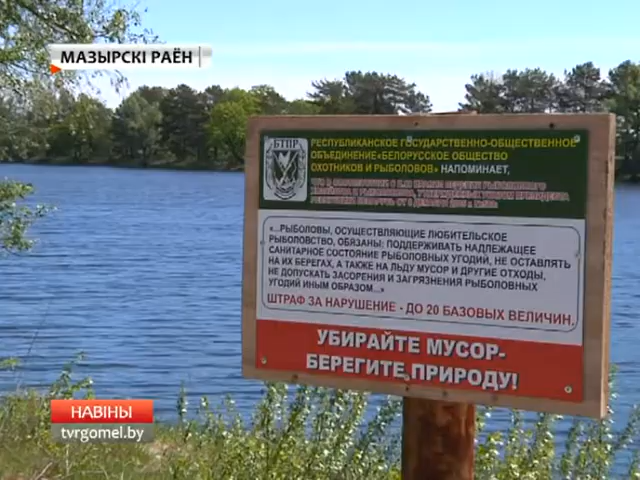 МАЗЫРСКІ РАЁН
БТПР
РЕСПУБЛИКАНСКОЕ ГОСУДАРСТВЕННО-ОБЩЕСТВЕННОЕ
ОБЪЕДИНЕНИЕ «БЕЛОРУССКОЕ ОБЩЕСТВО
ОХОТНИКОВ И РЫБОЛОВОВ» НАПОМИНАЕТ,
«...РЫБОЛОВЫ, ОСУЩЕСТВЛЯЮЩИЕ ЛЮБИТЕЛЬСКОЕ
РЫБОЛОВСТВО, ОБЯЗАНЫ: ПОДДЕРЖИВАТЬ НАДЛЕЖАЩЕЕ
САНИТАРНОЕ СОСТОЯНИЕ РЫБОЛОВНЫХ УГОДИЙ, НЕ ОСТАВЛЯТЬ
НА ИХ БЕРЕГАХ, А ТАКЖЕ НА ЛЬДУ МУСОР И ДРУГИЕ ОТХОДЫ,
НЕ ДОПУСКАТЬ ЗАСОРЕНИЯ И ЗАГРЯЗНЕНИЯ РЫБОЛОВНЫХ
УГОДИЙ ИНЫМ ОБРАЗОМ...»
ШТРАФ ЗА НАРУШЕНИЕ - ДО 20 БАЗОВЫХ ВЕЛИЧИН.
УБИРАЙТЕ МУСОР-
БЕРЕГИТЕ ПРИРОДУ!
НАВІНЫ
tvrgomel.by